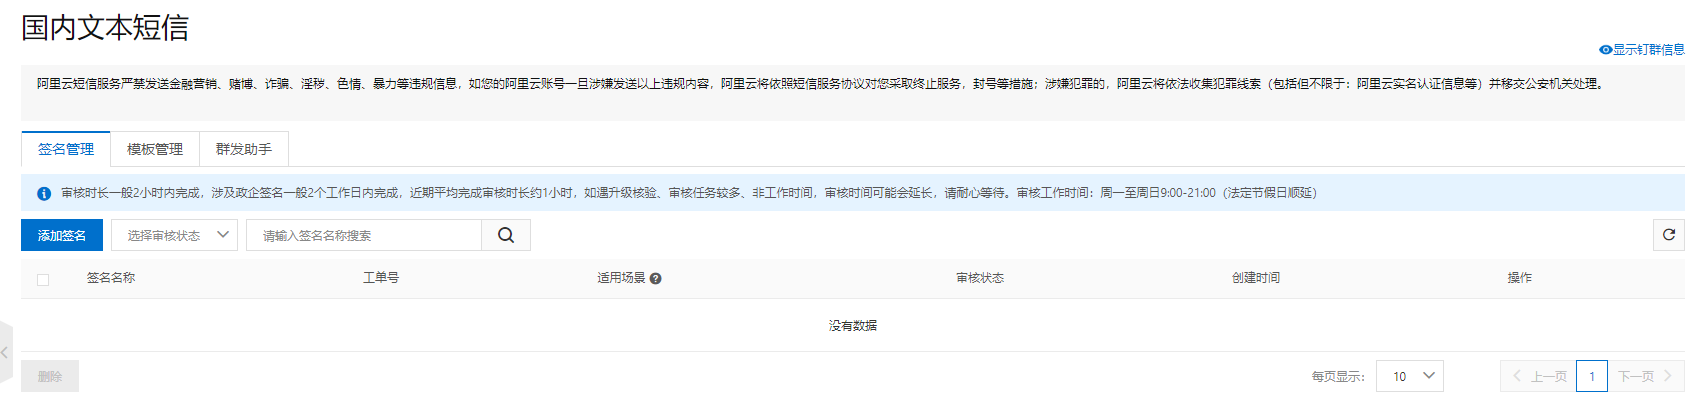 国内文本短信
显示钉群信息
阿里云短信服务严禁发送金融营销、赌博、诈骗、淫秽、色情、暴力等违规信息，如您的阿里云账号一旦涉嫌发送以上违规内容，阿里云将依照短信服务协议对您采取终止服务，封号等措施；涉嫌犯罪的，阿里云将依法收集犯罪线索（包括但不限于：阿里云实名认证信息等）并移交公安机关处理。
签名管理 模板管理 群发助手
审核时长一般2小时内完成，涉及政企签名一般2个工作日内完成，近期平均完成审核时长约1小时，如遇升级核验、审核任务较多、非工作时间，审核时间可能会延长，请耐心等待。审核工作时间：周一至周日9:00-21:00（法定节假日顺延）
添加签名 选择审核状态 请输入签名名称搜索
签名名称 工单号 适用场景 审核状态 创建时间 操作
没有数据
删除 每页显示： 10 上一页 1 下一页